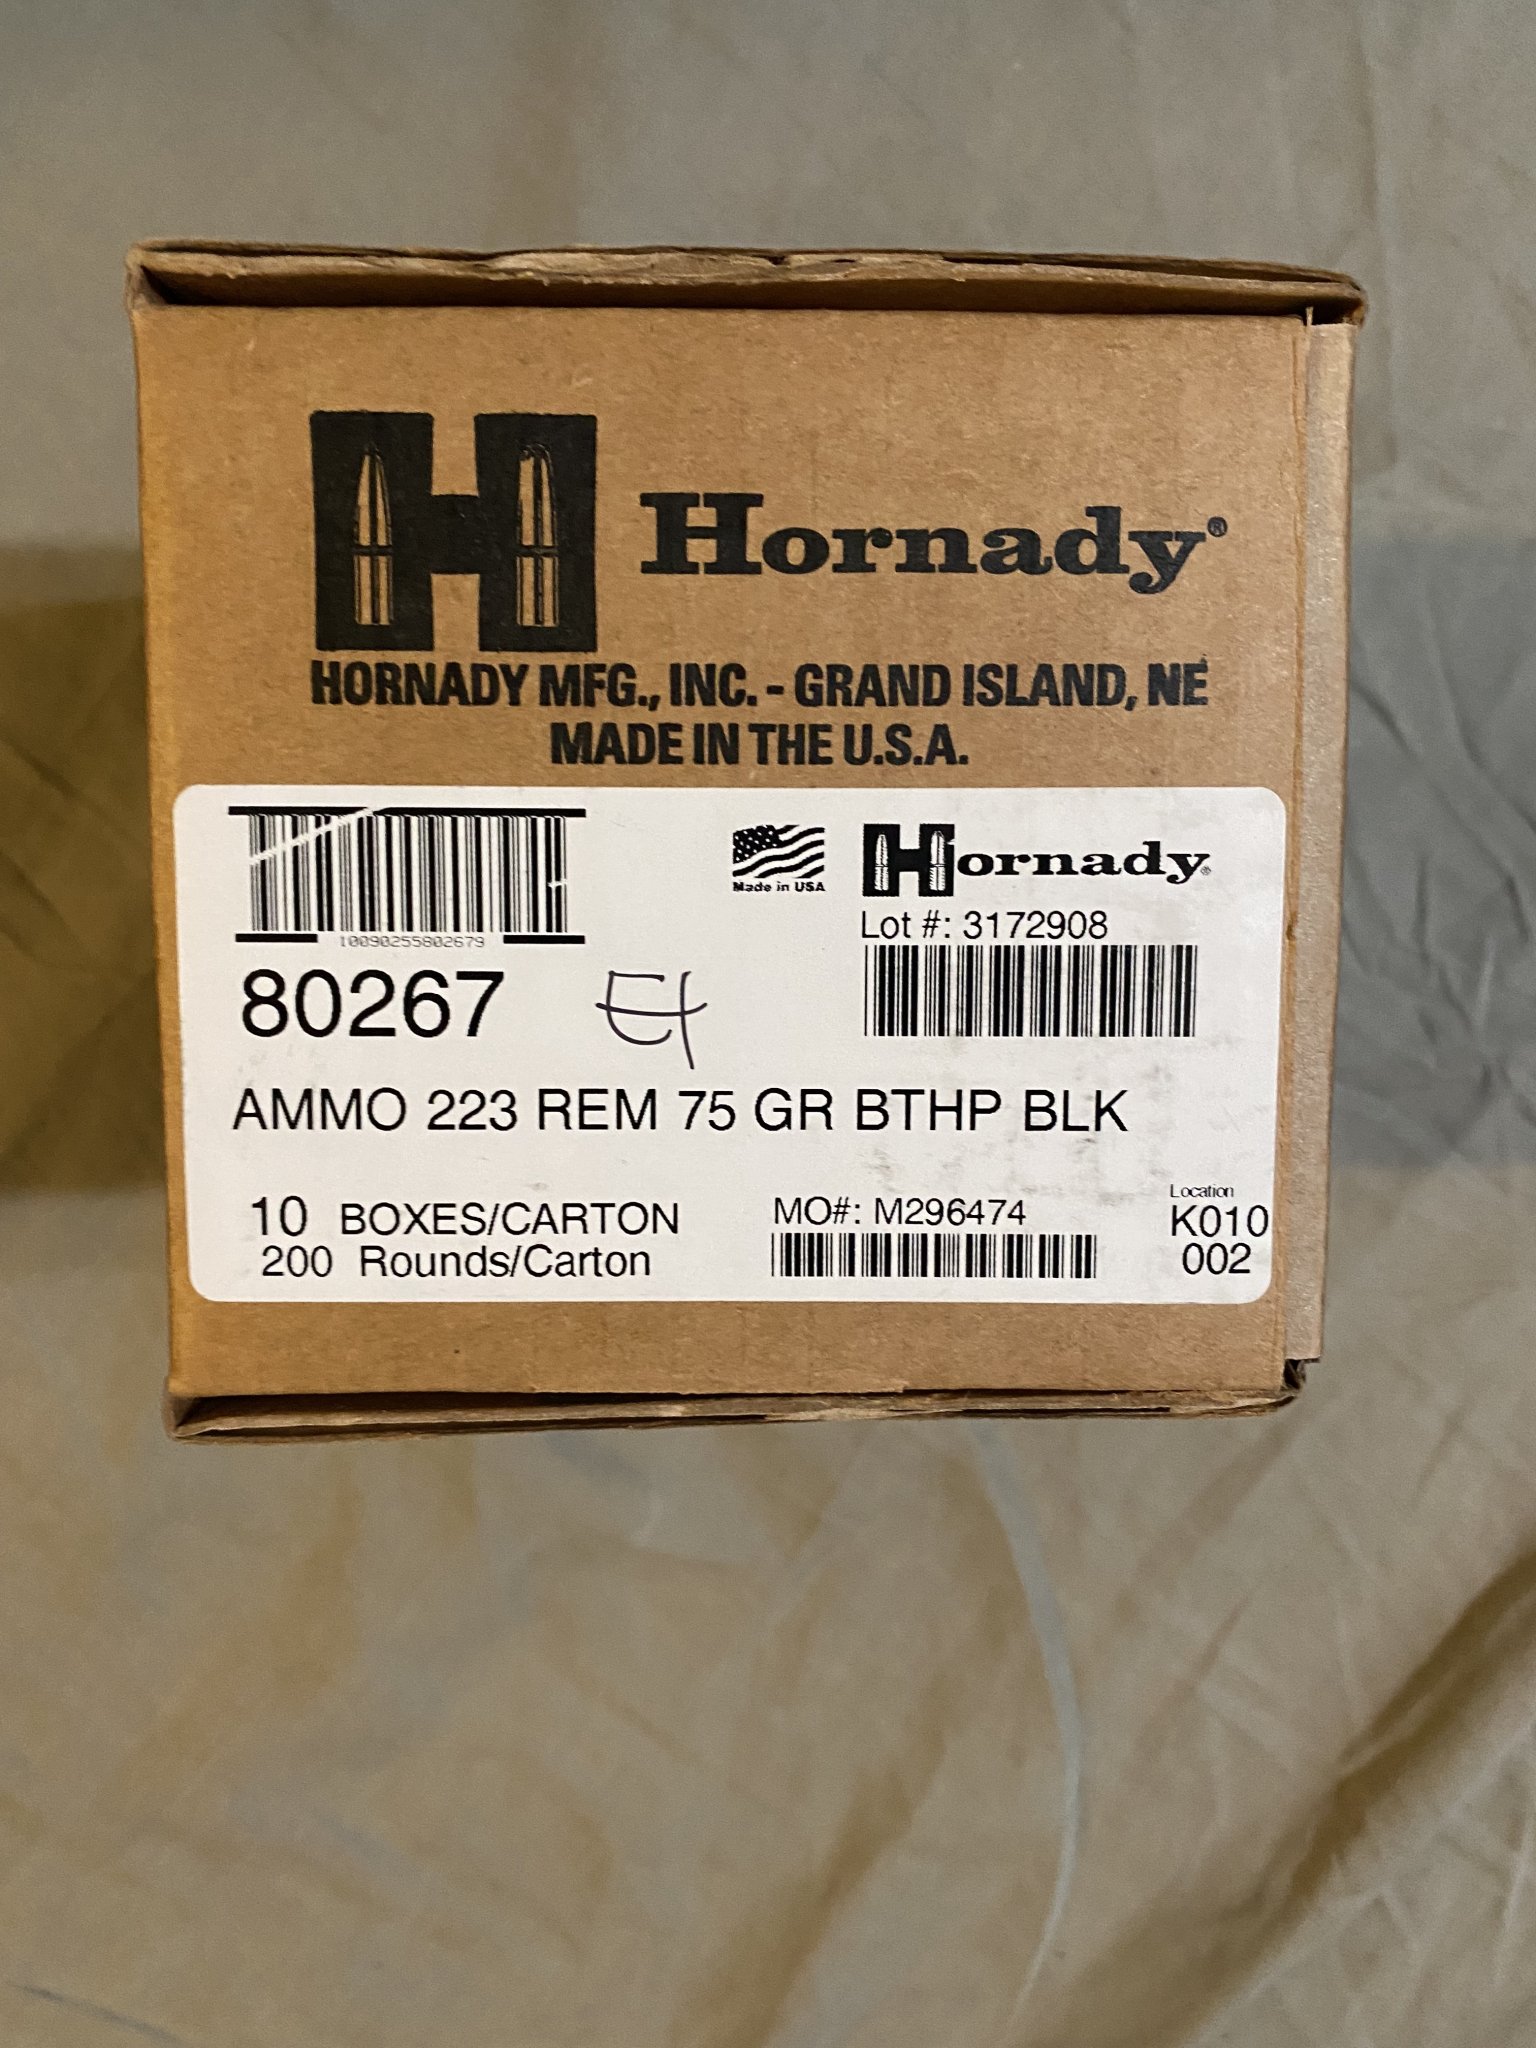 Hornady®
HORNADY MFG., INC. - GRAND ISLAND, NE
MADE IN THE U.S.A.
10090255802679
Made in USA
Hornady®
Lot #: 3172908
80267
AMMO 223 REM 75 GR BTHP BLK
10 BOXES/CARTON
200 Rounds/Carton
MO#: M296474
Location
K010
002